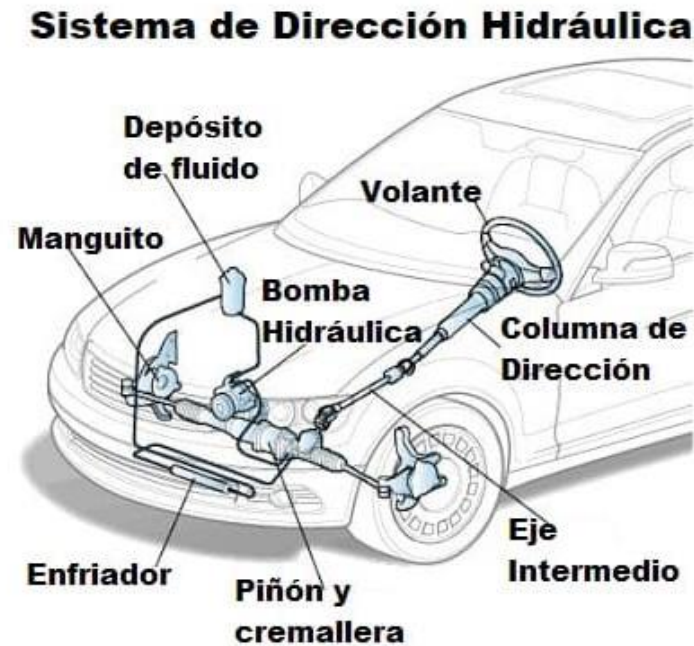 Sistema de Dirección Hidráulica
Depósito
de fluido
Volante
Manguito
Bomba
Hidráulica
Columna de
Dirección
Eje
Intermedio
Enfriador
Piñón y
cremallera